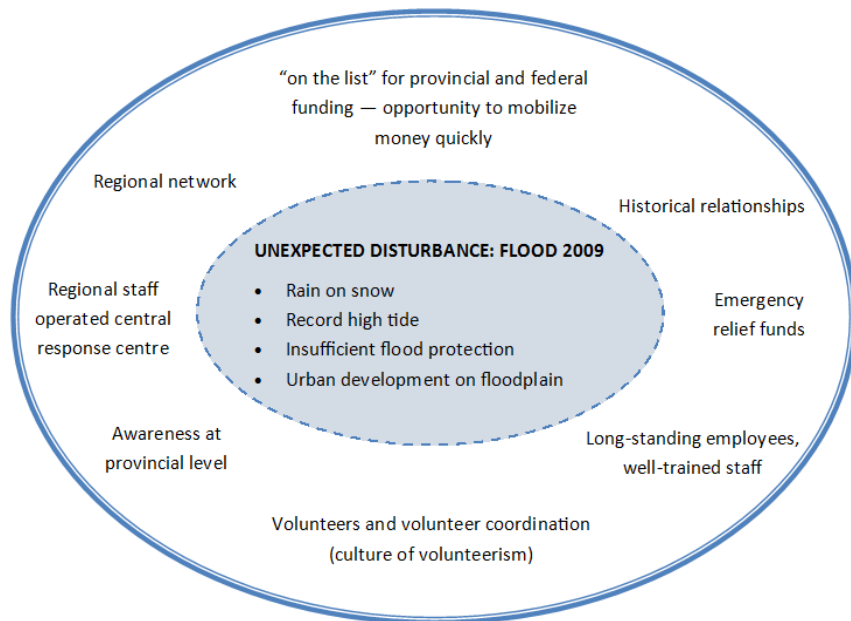 “on the list” for provincial and federal
funding — opportunity to mobilize
money quickly
Regional network
Historical relationships
UNEXPECTED DISTURBANCE: FLOOD 2009
• Rain on snow
• Record high tide
• Insufficient flood protection
• Urban development on floodplain
Regional staff
operated central
response centre
Emergency
relief funds
Awareness at
provincial level
Long-standing employees,
well-trained staff
Volunteers and volunteer coordination
(culture of volunteerism)